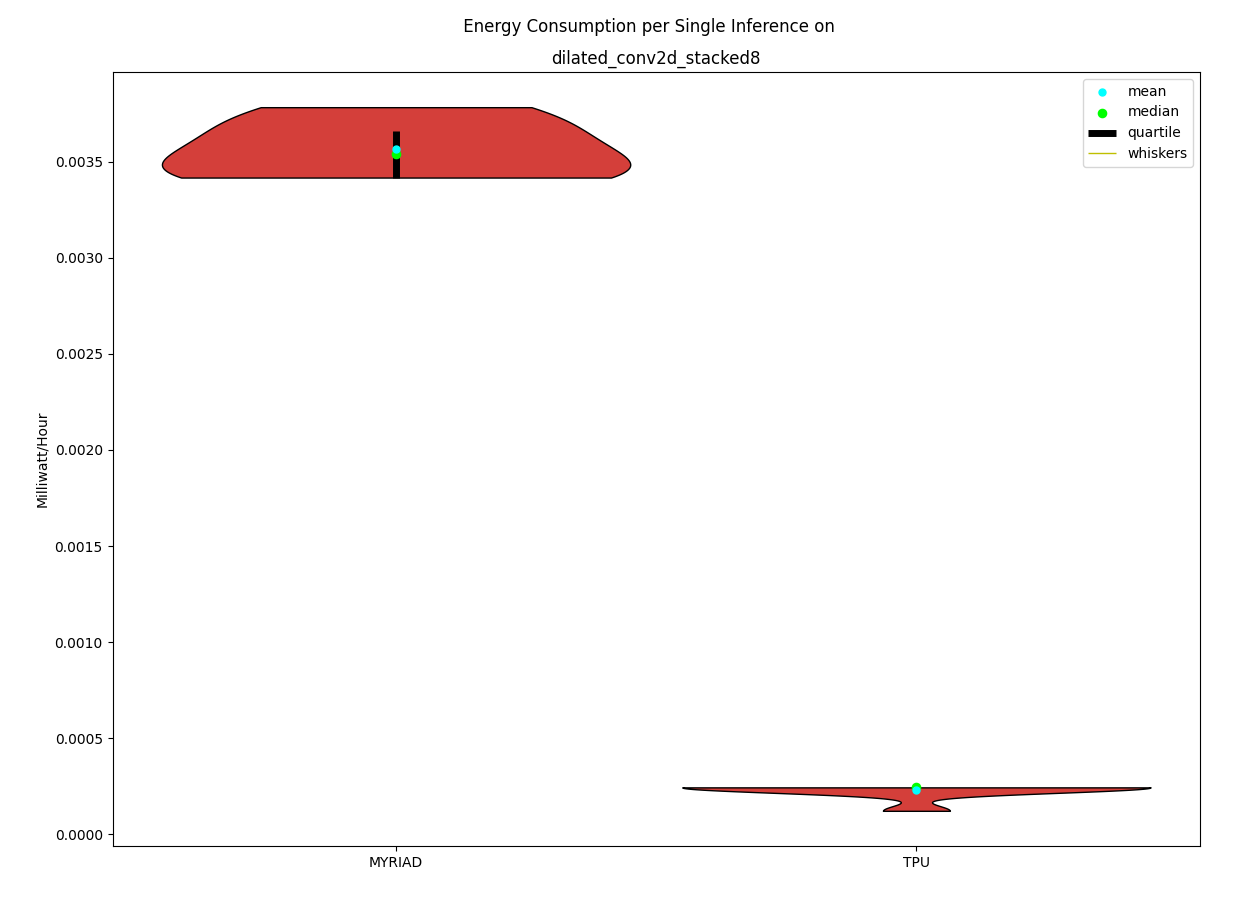 Energy Consumption per Single Inference on
dilated_conv2d_stacked8
mean
median
quartile
whiskers
Milliwatt/Hour
0.0035
0.0030
0.0025
0.0020
0.0015
0.0010
0.0005
0.0000
MYRIAD
TPU